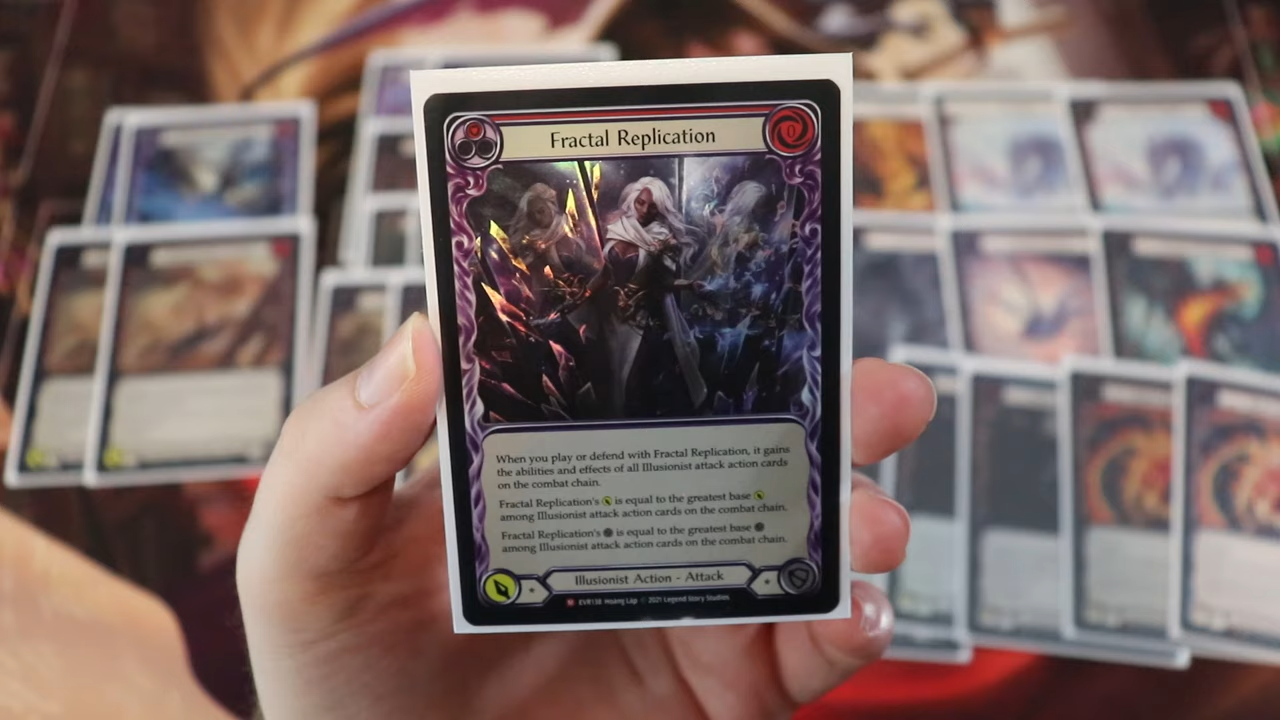 Fractal Replication
0
When you play or defend with Fractal Replication, it gains
the abilities and effects of all Illusionist attack action cards
on the combat chain.
Fractal Replication's is equal to the greatest base
among Illusionist attack action cards on the combat chain.
Fractal Replication's is equal to the greatest base
among Illusionist attack action cards on the combat chain.
* Illusionist Action - Attack *
M EVR138 Hoang Lap © 2021 Legend Story Studios